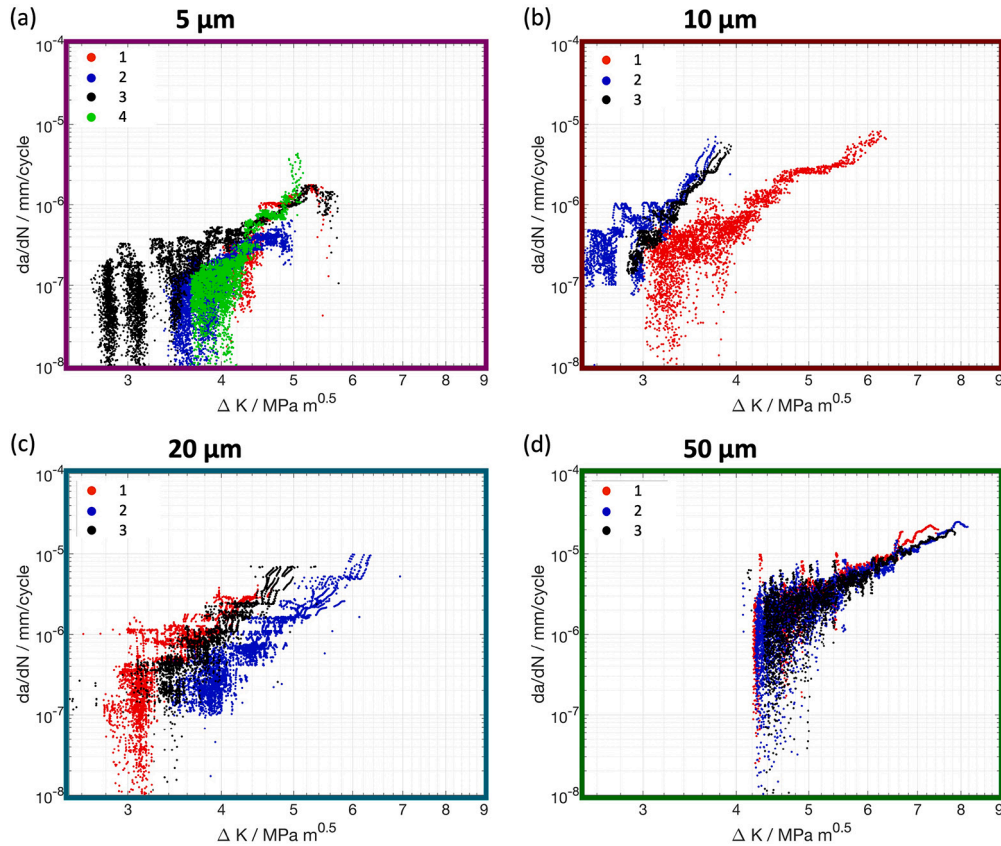 (a) 5 μm
10⁻⁴
1
2
3
4
10⁻⁵
da/dN / mm/cycle
10⁻⁶
10⁻⁷
10⁻⁸
3 4 5 6 7 8 9
Δ K / MPa m⁰·⁵
(b) 10 μm
10⁻⁴
1
2
3
10⁻⁵
da/dN / mm/cycle
10⁻⁶
10⁻⁷
10⁻⁸
3 4 5 6 7 8 9
Δ K / MPa m⁰·⁵
(c) 20 μm
10⁻⁴
1
2
3
10⁻⁵
da/dN / mm/cycle
10⁻⁶
10⁻⁷
10⁻⁸
3 4 5 6 7 8 9
Δ K / MPa m⁰·⁵
(d) 50 μm
10⁻⁴
1
2
3
10⁻⁵
da/dN / mm/cycle
10⁻⁶
10⁻⁷
10⁻⁸
3 4 5 6 7 8 9
Δ K / MPa m⁰·⁵